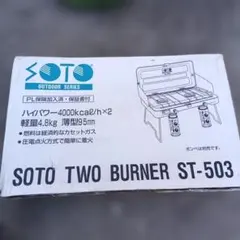 SOTO
OUTDOOR SERIES
PL保険加入済・保証書付
ハイパワー4000kcal/h×2
軽量4.8kg 薄型95mm
• 燃料は経済的なカセットガス
• 圧電点火方式で簡単に着火
ボンベは別売です。
SOTO TWO BURNER ST-503